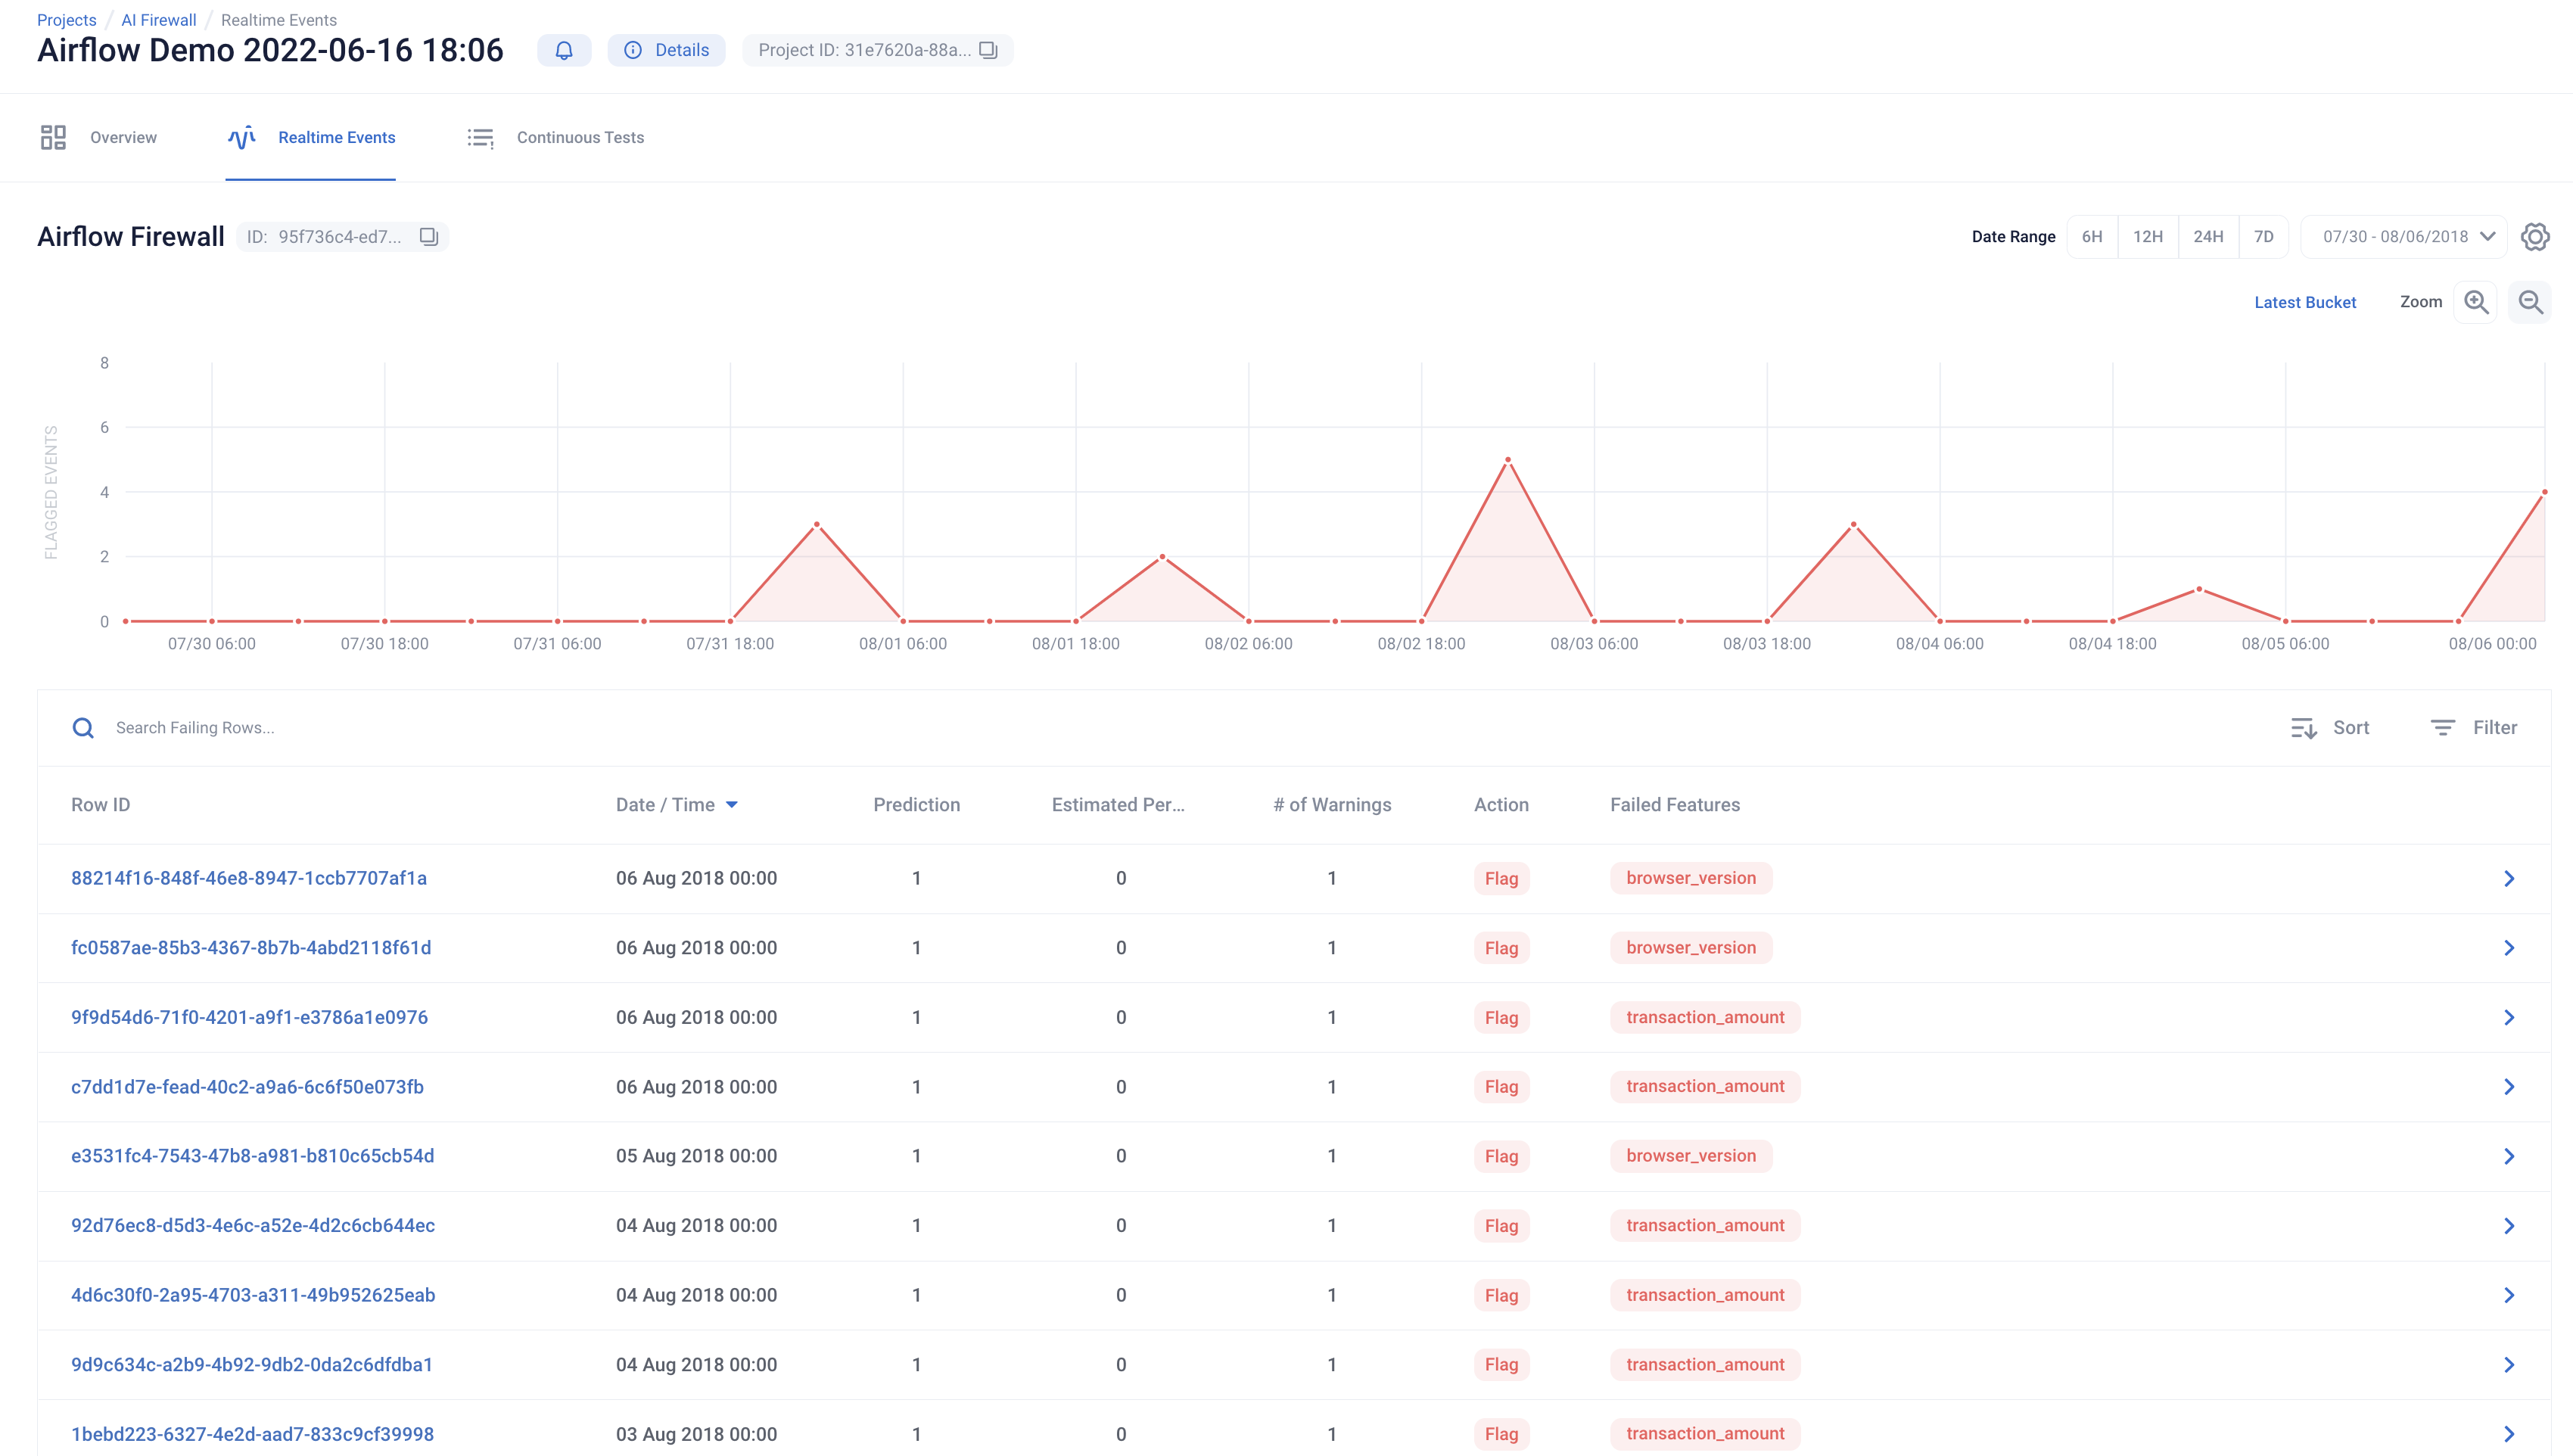 Projects / AI Firewall / Realtime Events
Airflow Demo 2022-06-16 18:06 Details Project ID: 31e7620a-88a...
Overview Realtime Events Continuous Tests
Airflow Firewall ID: 95f736c4-ed7... Date Range 6H 12H 24H 7D 07/30 - 08/06/2018
Latest Bucket Zoom
FLAGGED EVENTS
8
6
4
2
0
07/30 06:00 07/30 18:00 07/31 06:00 07/31 18:00 08/01 06:00 08/01 18:00 08/02 06:00 08/02 18:00 08/03 06:00 08/03 18:00 08/04 06:00 08/04 18:00 08/05 06:00 08/06 00:00
Search Failing Rows... Sort Filter
Row ID Date / Time Prediction Estimated Per... # of Warnings Action Failed Features
88214f16-848f-46e8-8947-1ccb7707af1a 06 Aug 2018 00:00 1 0 1 Flag browser_version
fc0587ae-85b3-4367-8b7b-4abd2118f61d 06 Aug 2018 00:00 1 0 1 Flag browser_version
9f9d54d6-71f0-4201-a9f1-e3786a1e0976 06 Aug 2018 00:00 1 0 1 Flag transaction_amount
c7dd1d7e-fead-40c2-a9a6-6c6f50e073fb 06 Aug 2018 00:00 1 0 1 Flag transaction_amount
e3531fc4-7543-47b8-a981-b810c65cb54d 05 Aug 2018 00:00 1 0 1 Flag browser_version
92d76ec8-d5d3-4e6c-a52e-4d2c6cb644ec 04 Aug 2018 00:00 1 0 1 Flag transaction_amount
4d6c30f0-2a95-4703-a311-49b952625eab 04 Aug 2018 00:00 1 0 1 Flag transaction_amount
9d9c634c-a2b9-4b92-9db2-0da2c6dfdba1 04 Aug 2018 00:00 1 0 1 Flag transaction_amount
1bebd223-6327-4e2d-aad7-833c9cf39998 03 Aug 2018 00:00 1 0 1 Flag transaction_amount